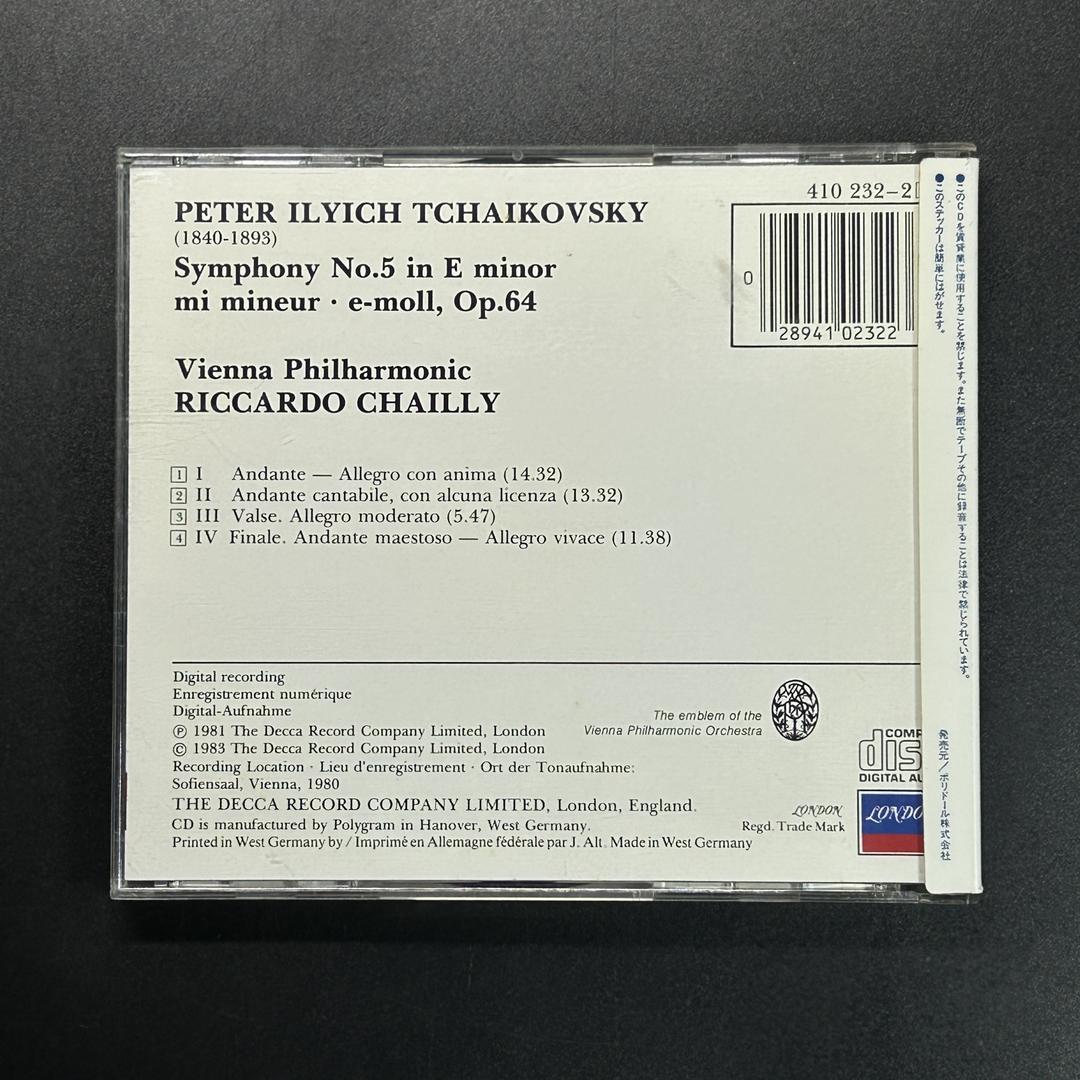 PETER ILYICH TCHAIKOVSKY
(1840-1893)
Symphony No.5 in E minor
mi mineur · e-moll, Op.64
Vienna Philharmonic
RICCARDO CHAILLY
1 I Andante — Allegro con anima (14.32)
2 II Andante cantabile, con alcuna licenza (13.32)
3 III Valse. Allegro moderato (5.47)
4 IV Finale. Andante maestoso — Allegro vivace (11.38)
410 232-2
0
28941 02322
Digital recording
Enregistrement numérique
Digital-Aufnahme
℗ 1981 The Decca Record Company Limited, London
© 1983 The Decca Record Company Limited, London
Recording Location · Lieu d'enregistrement · Ort der Tonaufnahme:
Sofiensaal, Vienna, 1980
THE DECCA RECORD COMPANY LIMITED, London, England.
CD is manufactured by Polygram in Hanover, West Germany.
Printed in West Germany by / Imprimé en Allemagne fédérale par J. Alt. Made in West Germany
The emblem of the
Vienna Philharmonic Orchestra
LONDON
Regd. Trade Mark
COMP
disc
DIGITAL AU
LONDO
●このCDを賃貸業に使用することを禁じます。また無断でテープその他に録音することは法律で禁じられています。
●このステッカーは簡単にはがせます。
発売元/ポリドール株式会社